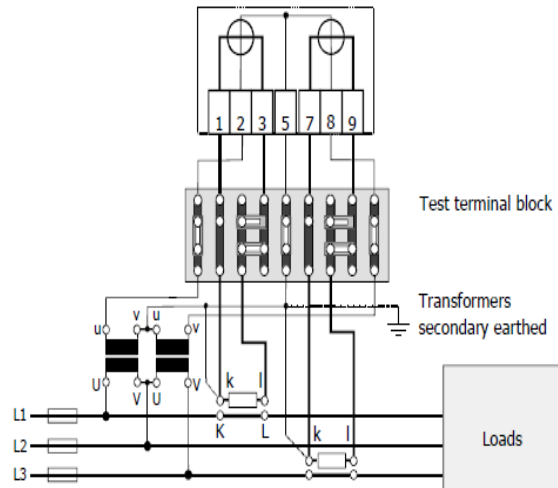 1 2 3 5 7 8 9
Test terminal block
Transformers
secondary earthed
u v u v
U V U V
k l
K L
k l
L1
L2
L3
Loads